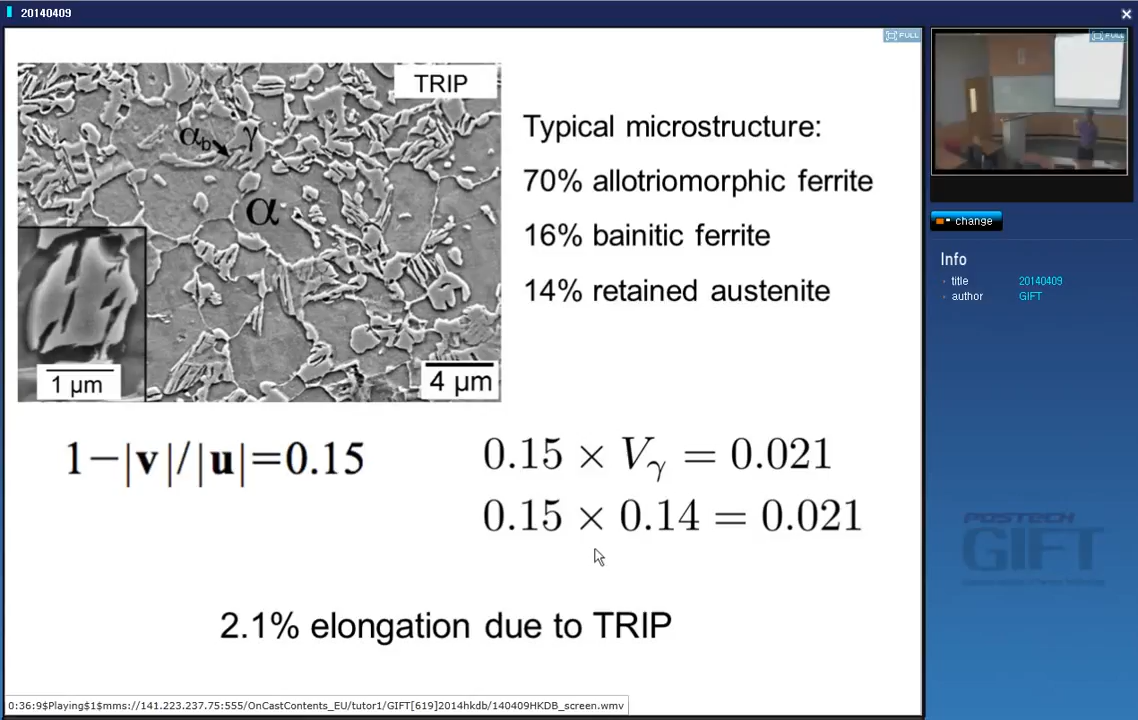 20140409
FULL
TRIP
αb
γ
α
1 μm
4 μm
Typical microstructure:
70% allotriomorphic ferrite
16% bainitic ferrite
14% retained austenite
1−|v|/|u|=0.15
0.15 × Vγ = 0.021
0.15 × 0.14 = 0.021
2.1% elongation due to TRIP
0:36:9$Playing$1$mms://141.223.237.75:555/OnCastContents_EU/tutor1/GIFT[619]2014hkdb/140409HKDB_screen.wmv
FULL
change
Info
title 20140409
author GIFT
POSTECH
GIFT